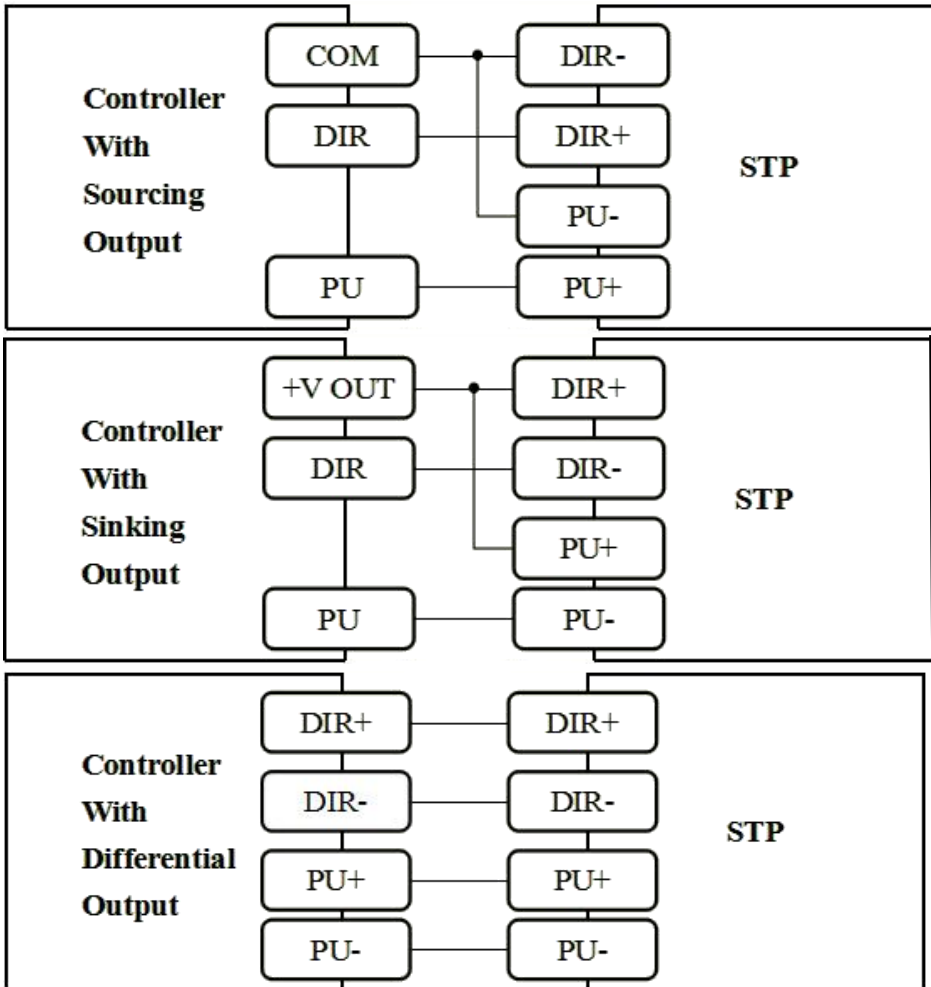 Controller
With
Sourcing
Output
COM
DIR
PU
DIR-
DIR+
PU-
PU+
STP
Controller
With
Sinking
Output
+V OUT
DIR
PU
DIR+
DIR-
PU+
PU-
STP
Controller
With
Differential
Output
DIR+
DIR-
PU+
PU-
DIR+
DIR-
PU+
PU-
STP